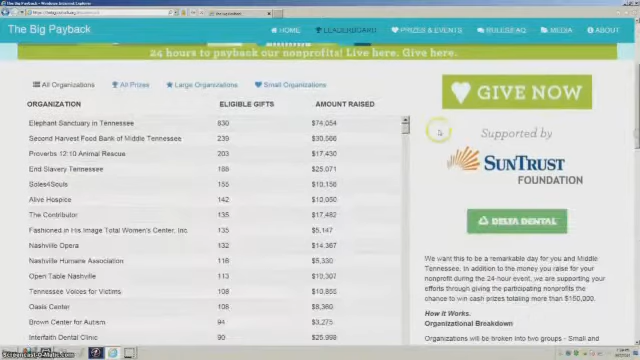 The Big Payback - Windows Internet Explorer
The Big Payback
HOME
LEADERBOARD
PRIZES & EVENTS
RULES/FAQ
MEDIA
ABOUT
24 hours to payback our nonprofits! Live here. Give here.
All Organizations
All Prizes
Large Organizations
Small Organizations
ORGANIZATION ELIGIBLE GIFTS AMOUNT RAISED
Elephant Sanctuary in Tennessee 830 $74,054
Second Harvest Food Bank of Middle Tennessee 239 $30,566
Proverbs 12:10 Animal Rescue 203 $17,430
End Slavery Tennessee 188 $25,071
Soles4Souls 155 $10,156
Alive Hospice 142 $12,050
The Contributor 135 $17,482
Fashioned in His Image Total Women's Center, Inc. 135 $5,147
Nashville Opera 132 $14,367
Nashville Humane Association 116 $5,330
Open Table Nashville 113 $10,307
Tennessee Voices for Victims 108 $10,855
Oasis Center 108 $8,360
Brown Center for Autism 94 $3,275
Interfaith Dental Clinic 90 $25,998
GIVE NOW
Supported by
SUNTRUST
FOUNDATION
DELTA DENTAL
We want this to be a remarkable day for you and Middle
Tennessee. In addition to the money you raise for your
nonprofit during the 24-hour event, we are supporting your
efforts through giving the participating nonprofits the
chance to win cash prizes totaling more than $150,000.
How it Works.
Organizational Breakdown
Organizations will be broken into two groups - Small and
Screencast-O-Matic.com